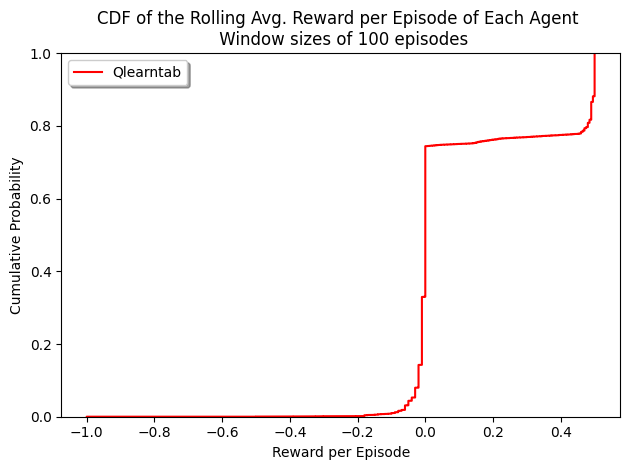 CDF of the Rolling Avg. Reward per Episode of Each Agent
Window sizes of 100 episodes
Qlearntab
Cumulative Probability
1.0
0.8
0.6
0.4
0.2
0.0
−1.0 −0.8 −0.6 −0.4 −0.2 0.0 0.2 0.4
Reward per Episode